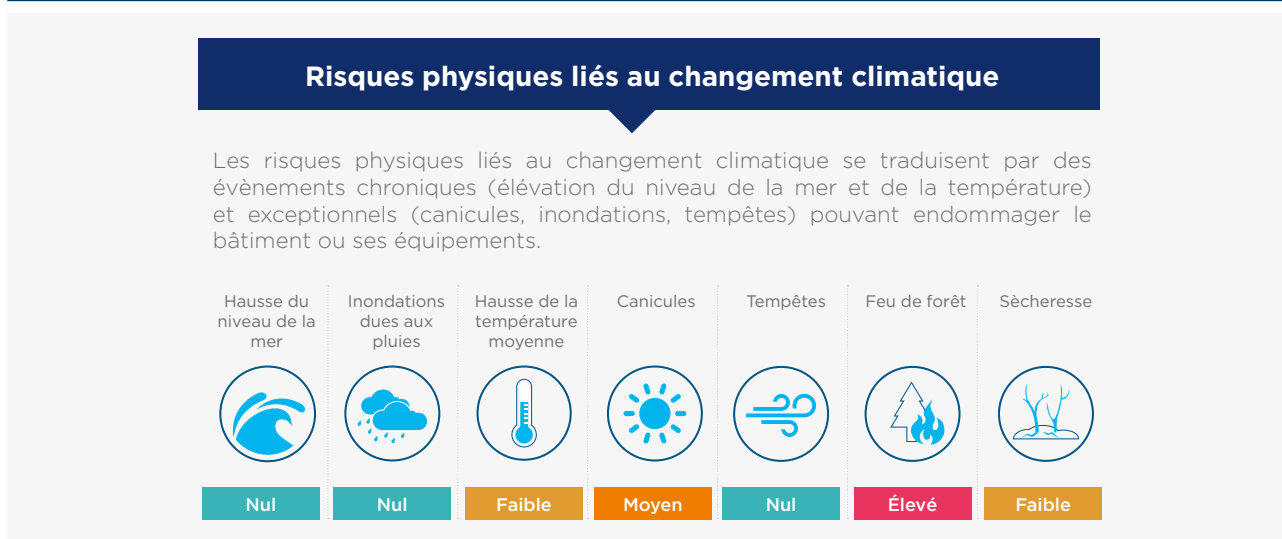 Risques physiques liés au changement climatique
Les risques physiques liés au changement climatique se traduisent par des
évènements chroniques (élévation du niveau de la mer et de la température)
et exceptionnels (canicules, inondations, tempêtes) pouvant endommager le
bâtiment ou ses équipements.
Hausse du
niveau de la
mer
Inondations
dues aux
pluies
Hausse de la
température
moyenne
Canicules
Tempêtes
Feu de forêt
Sècheresse
Nul
Nul
Faible
Moyen
Nul
Élevé
Faible